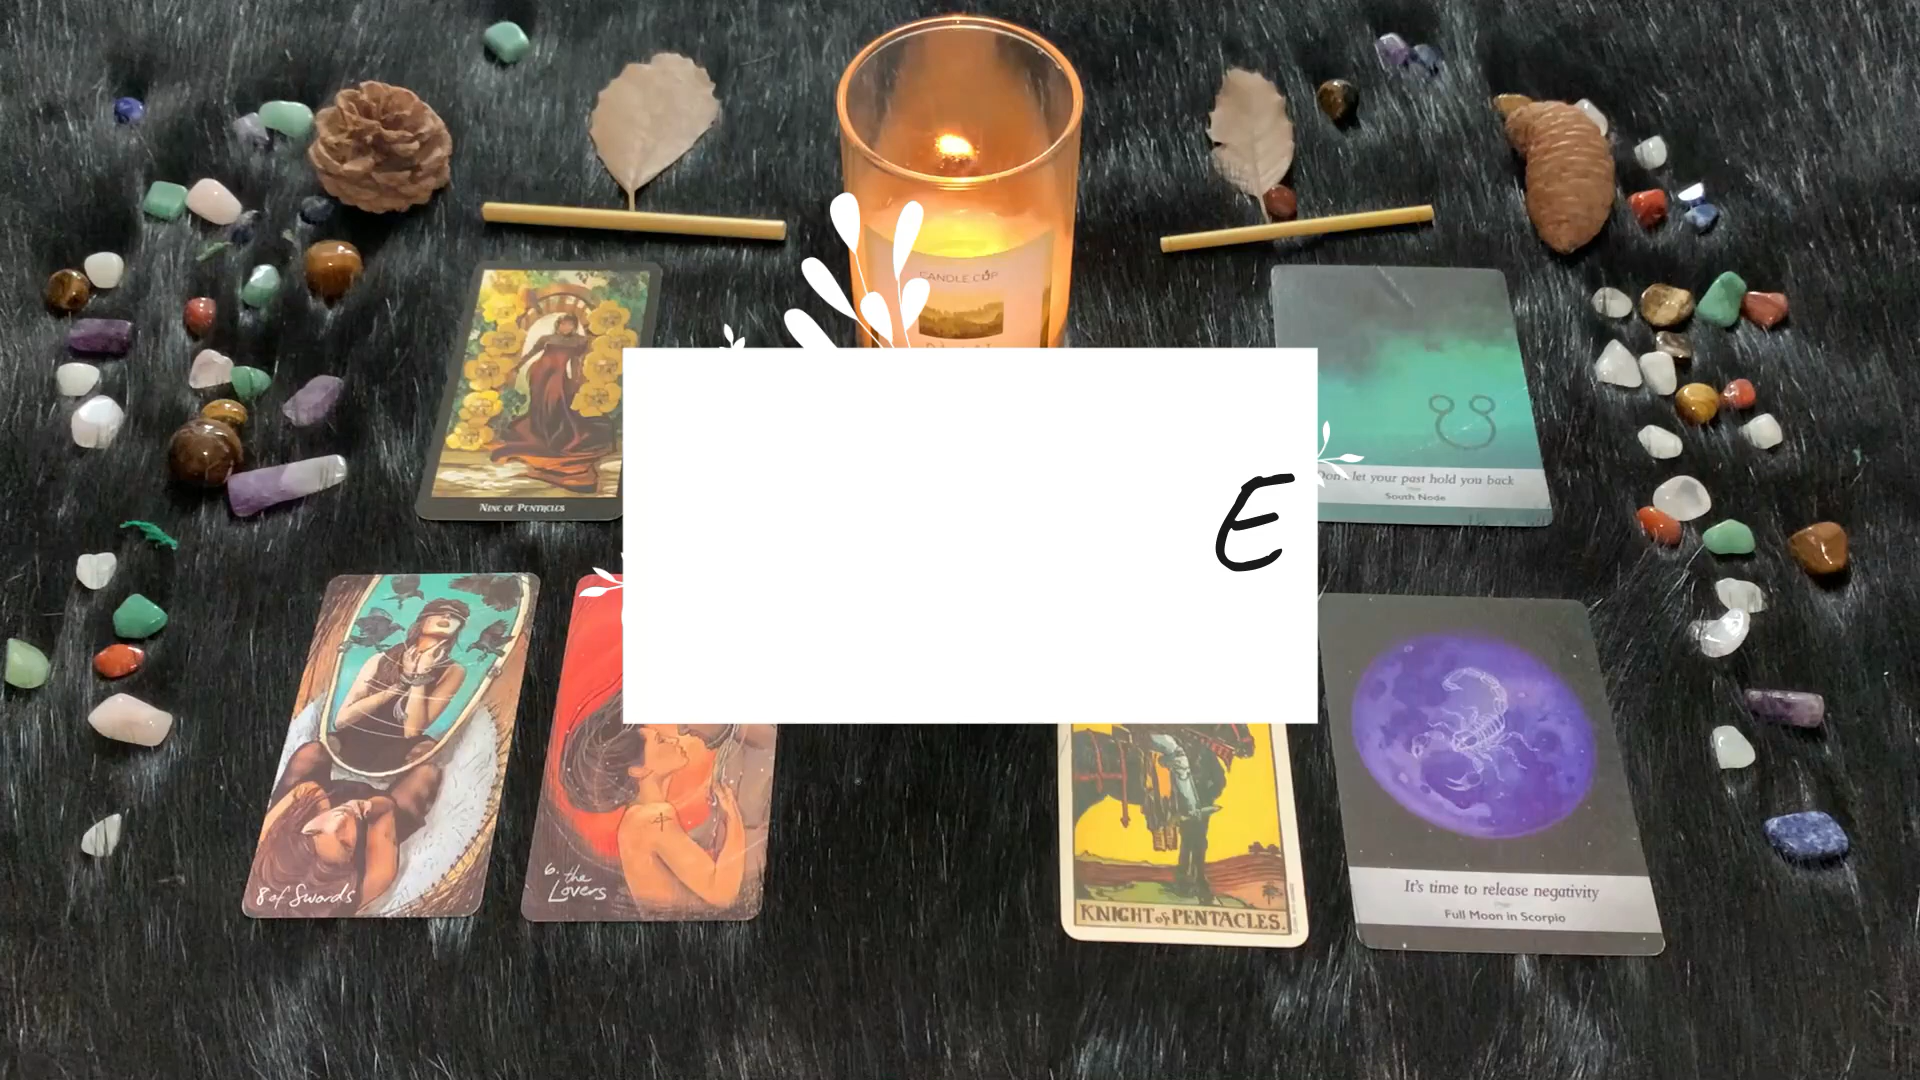 CANDLE CUP
NINE OF PENTACLES
Don't let your past hold you back
South Node
E
8 of Swords
6. the
Lovers
KNIGHT of PENTACLES.
It's time to release negativity
Full Moon in Scorpio